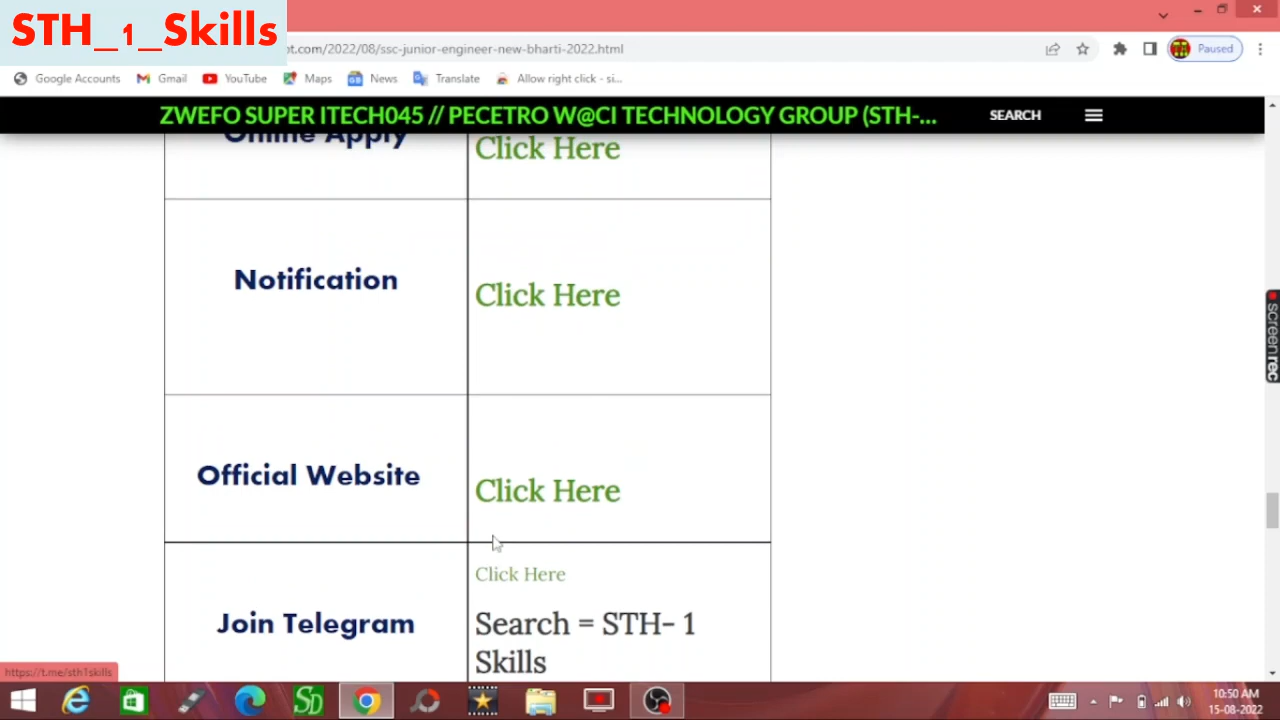 STH_1_Skills
ot.com/2022/08/ssc-junior-engineer-new-bharti-2022.html
Paused
Google Accounts
Gmail
YouTube
Maps
News
Translate
Allow right click - si...
ZWEFO SUPER ITECH045 // PECETRO W@CI TECHNOLOGY GROUP (STH-...
SEARCH
Online Apply
Click Here
Notification
Click Here
Official Website
Click Here
Click Here
Join Telegram
Search = STH- 1
Skills
screenrec
https://t.me/sth1skills
SD
10:50 AM
15-08-2022